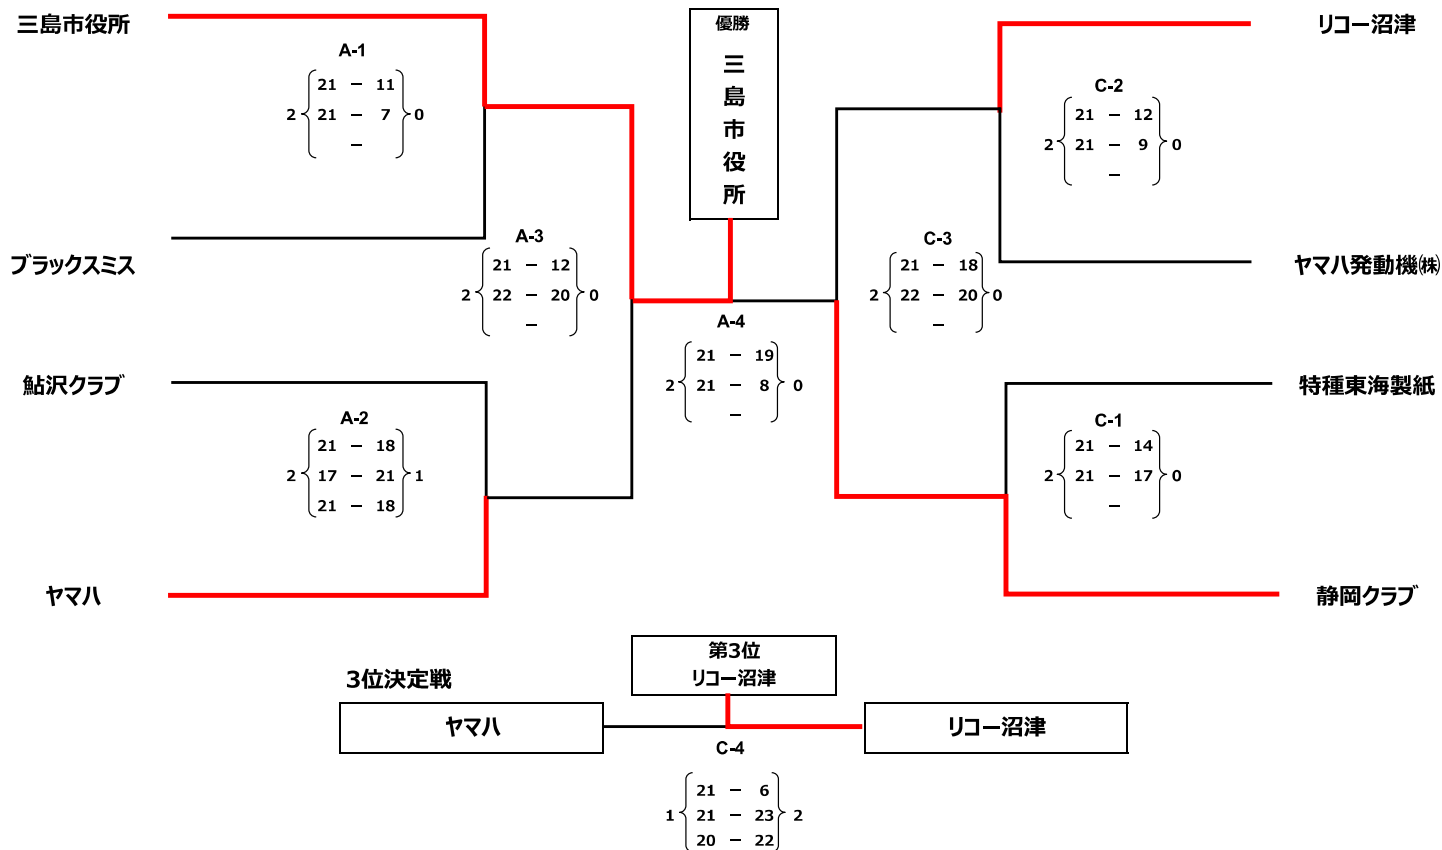 三島市役所
A-1
21 － 11
2 21 － 7 0
－
ブラックスミス
A-3
21 － 12
2 22 － 20 0
－
鮎沢クラブ
A-2
21 － 18
2 17 － 21 1
21 － 18
ヤマハ
優勝
三島市役所
A-4
21 － 19
2 21 － 8 0
－
リコー沼津
C-2
21 － 12
2 21 － 9 0
－
ヤマハ発動機㈱
C-3
21 － 18
2 22 － 20 0
－
特種東海製紙
C-1
21 － 14
2 21 － 17 0
－
静岡クラブ
3位決定戦
第3位
リコー沼津
ヤマハ
リコー沼津
C-4
21 － 6
1 21 － 23 2
20 － 22